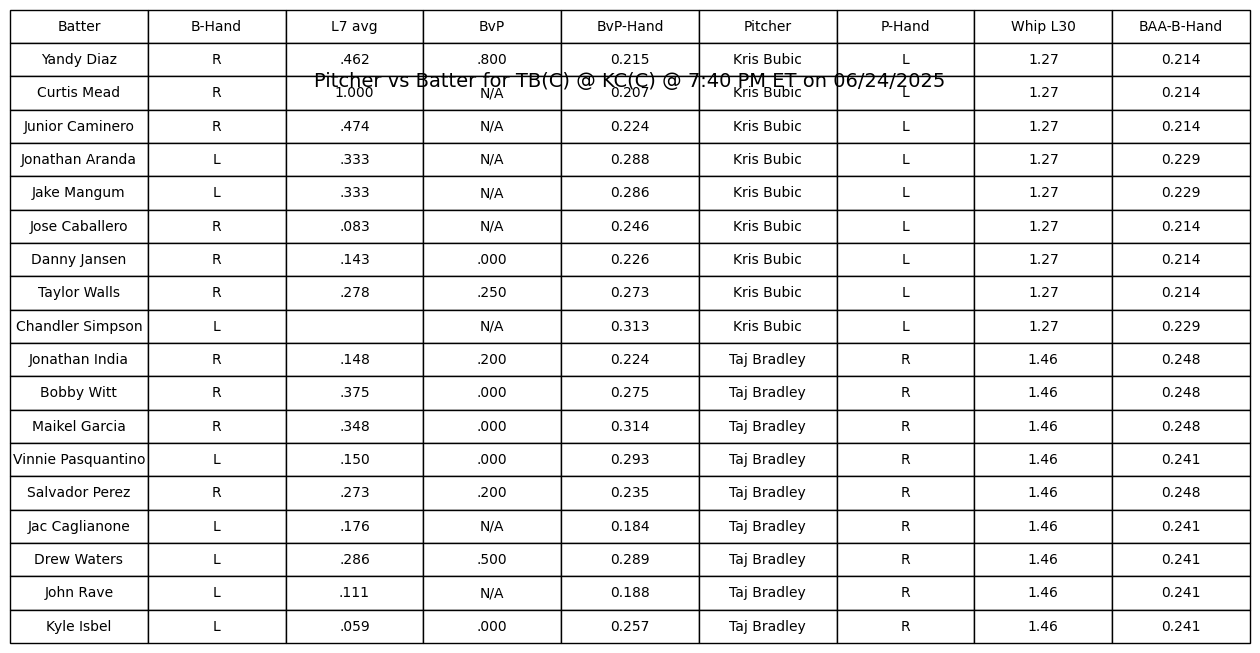 Batter B-Hand L7 avg BvP BvP-Hand Pitcher P-Hand Whip L30 BAA-B-Hand
Yandy Diaz R .462 .800 0.215 Kris Bubic L 1.27 0.214
Pitcher vs Batter for TB(C) @ KC(C) @ 7:40 PM ET on 06/24/2025
Curtis Mead R 1.000 N/A 0.207 Kris Bubic L 1.27 0.214
Junior Caminero R .474 N/A 0.224 Kris Bubic L 1.27 0.214
Jonathan Aranda L .333 N/A 0.288 Kris Bubic L 1.27 0.229
Jake Mangum L .333 N/A 0.286 Kris Bubic L 1.27 0.229
Jose Caballero R .083 N/A 0.246 Kris Bubic L 1.27 0.214
Danny Jansen R .143 .000 0.226 Kris Bubic L 1.27 0.214
Taylor Walls R .278 .250 0.273 Kris Bubic L 1.27 0.214
Chandler Simpson L N/A 0.313 Kris Bubic L 1.27 0.229
Jonathan India R .148 .200 0.224 Taj Bradley R 1.46 0.248
Bobby Witt R .375 .000 0.275 Taj Bradley R 1.46 0.248
Maikel Garcia R .348 .000 0.314 Taj Bradley R 1.46 0.248
Vinnie Pasquantino L .150 .000 0.293 Taj Bradley R 1.46 0.241
Salvador Perez R .273 .200 0.235 Taj Bradley R 1.46 0.248
Jac Caglianone L .176 N/A 0.184 Taj Bradley R 1.46 0.241
Drew Waters L .286 .500 0.289 Taj Bradley R 1.46 0.241
John Rave L .111 N/A 0.188 Taj Bradley R 1.46 0.241
Kyle Isbel L .059 .000 0.257 Taj Bradley R 1.46 0.241